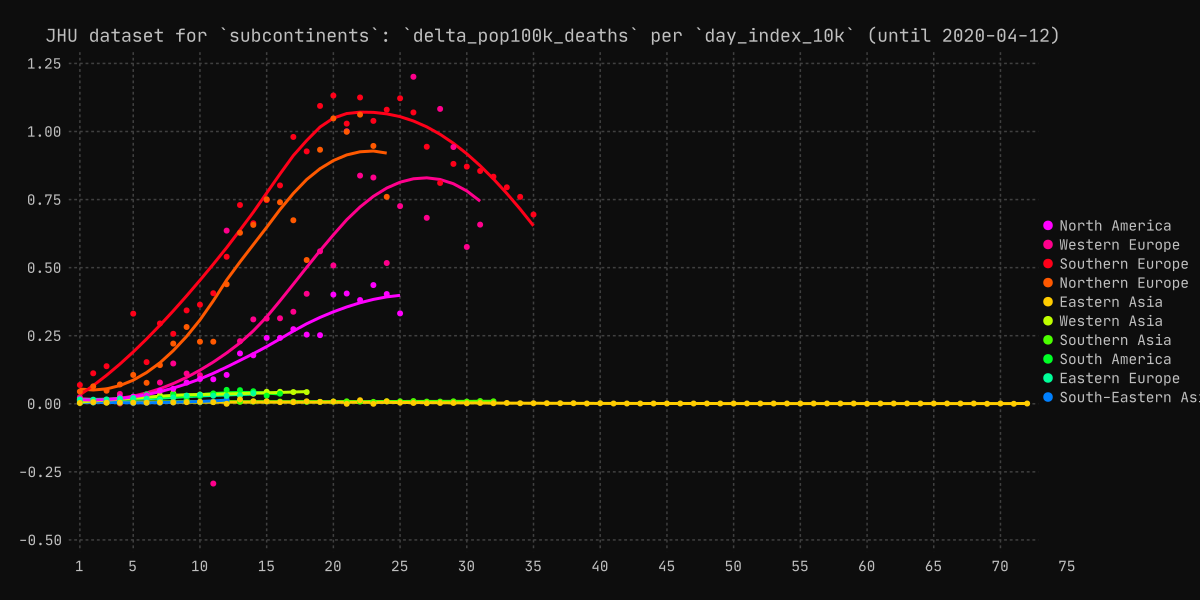 JHU dataset for `subcontinents`: `delta_pop100k_deaths` per `day_index_10k` (until 2020-04-12)
1.25
1.00
0.75
0.50
0.25
0.00
-0.25
-0.50
1 5 10 15 20 25 30 35 40 45 50 55 60 65 70 75
North America
Western Europe
Southern Europe
Northern Europe
Eastern Asia
Western Asia
Southern Asia
South America
Eastern Europe
South-Eastern Asi